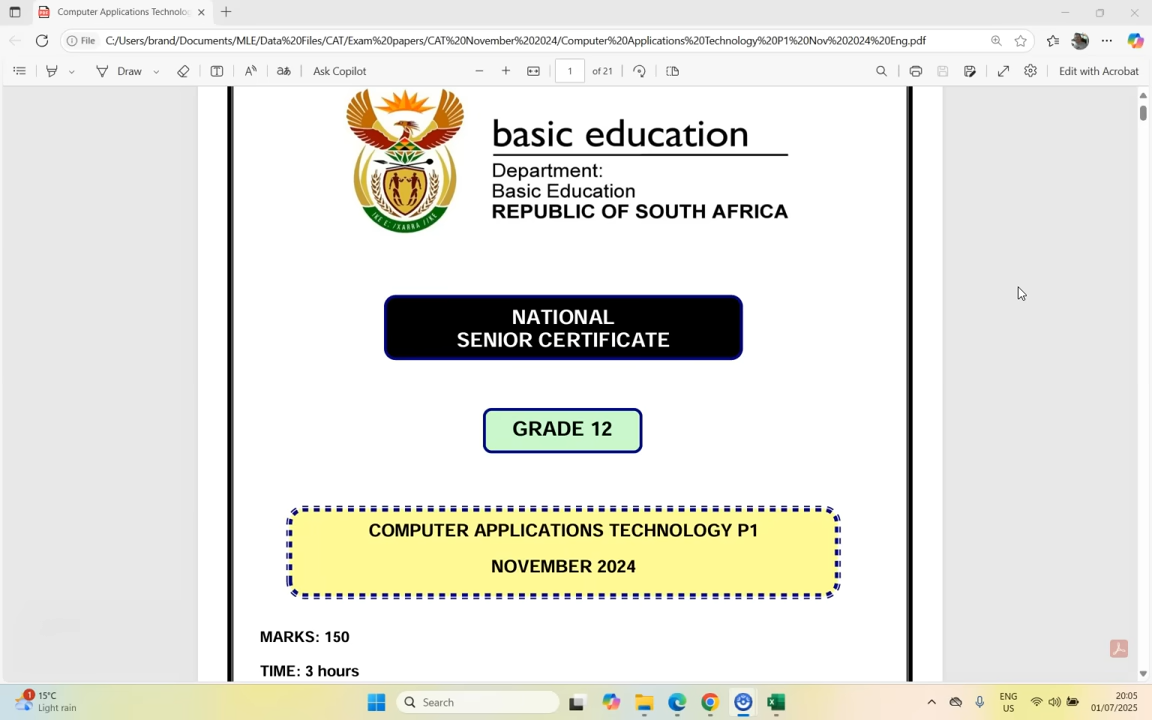 Computer Applications Technolo
File
C:/Users/brand/Documents/MLE/Data%20Files/CAT/Exam%20papers/CAT%20November%202024/Computer%20Applications%20Technology%20P1%20Nov%202024%20Eng.pdf
Draw
Ask Copilot
1 of 21
Edit with Acrobat
basic education
Department:
Basic Education
REPUBLIC OF SOUTH AFRICA
NATIONAL
SENIOR CERTIFICATE
GRADE 12
COMPUTER APPLICATIONS TECHNOLOGY P1
NOVEMBER 2024
MARKS: 150
TIME: 3 hours
1
15°C
Light rain
Search
ENG
US
20:05
01/07/2025